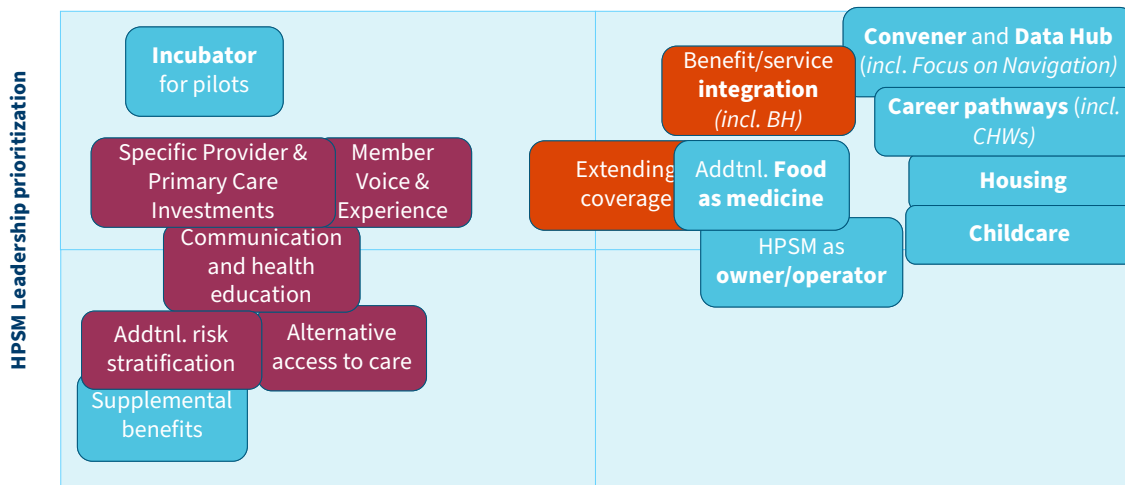 HPSM Leadership prioritization
Incubator
for pilots
Specific Provider &
Primary Care
Investments
Member
Voice &
Experience
Communication
and health
education
Addtnl. risk
stratification
Alternative
access to care
Supplemental
benefits
Benefit/service
integration
(incl. BH)
Extending
coverage
Addtnl. Food
as medicine
HPSM as
owner/operator
Convener and Data Hub
(incl. Focus on Navigation)
Career pathways (incl.
CHWs)
Housing
Childcare